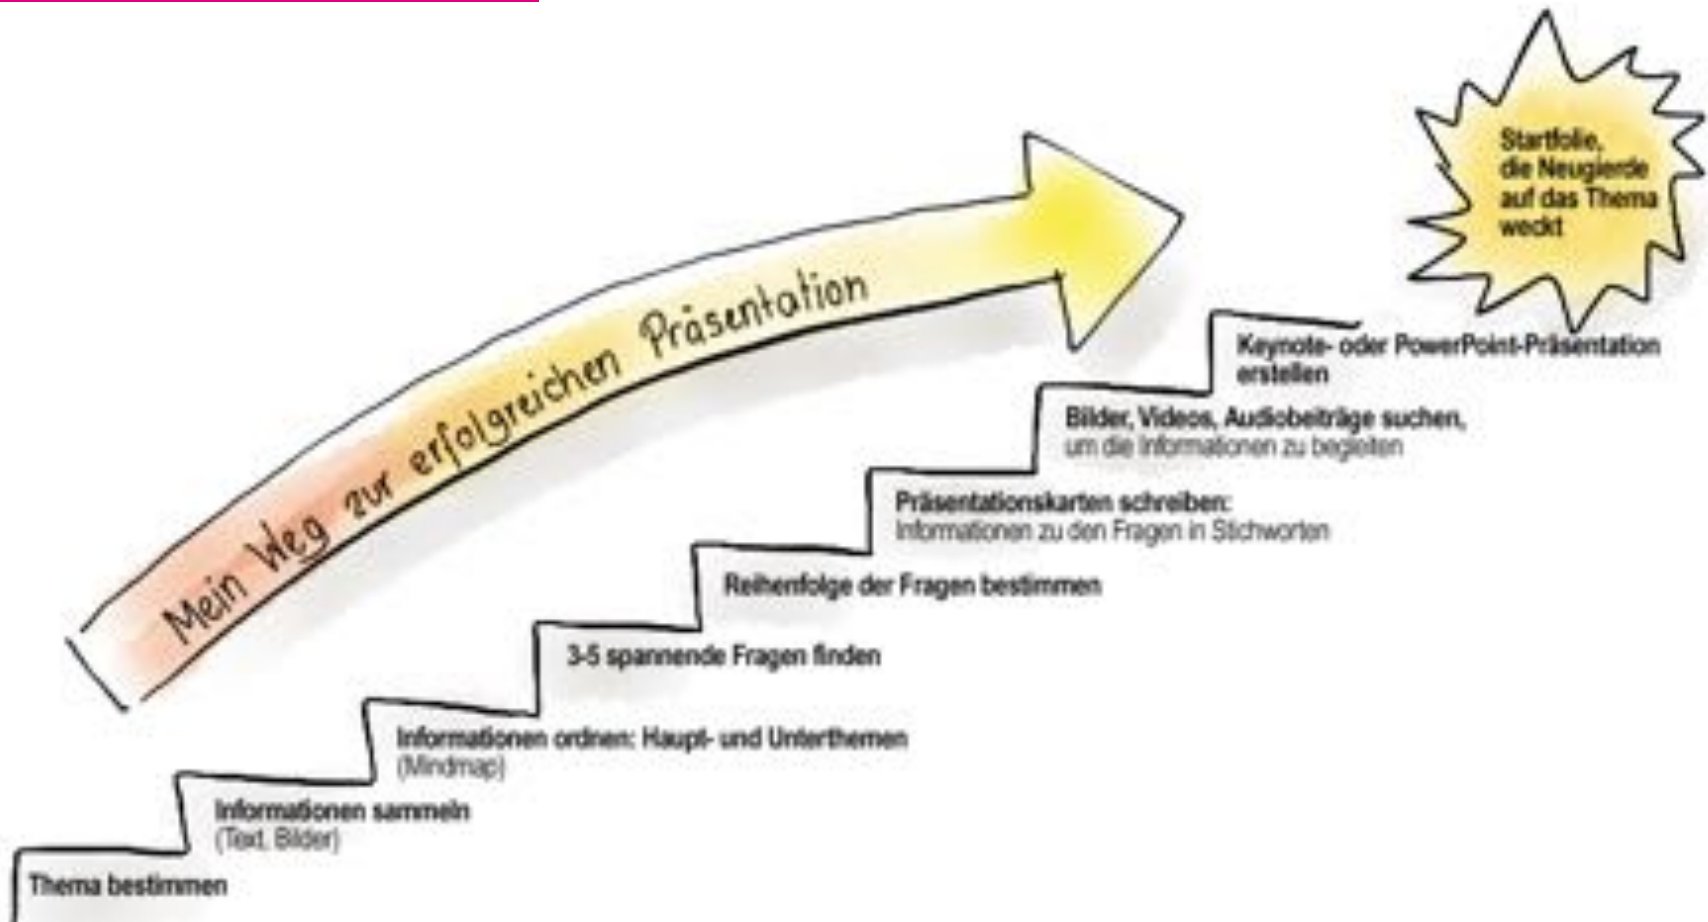 Mein Weg zur erfolgreichen Präsentation
Startfolie,
die Neugierde
auf das Thema
weckt
Keynote- oder PowerPoint-Präsentation
erstellen
Bilder, Videos, Audiobeiträge suchen,
um die Informationen zu begleiten
Präsentationskarten schreiben:
Informationen zu den Fragen in Stichworten
Reihenfolge der Fragen bestimmen
3-5 spannende Fragen finden
Informationen ordnen: Haupt- und Unterthemen
(Mindmap)
Informationen sammeln
(Text, Bilder)
Thema bestimmen